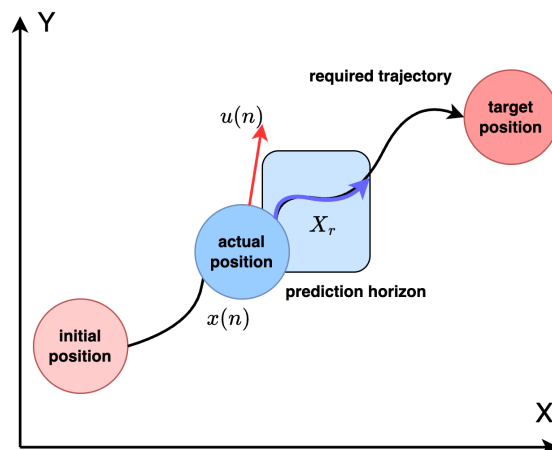 Y
required trajectory
target
position
u(n)
X_r
actual
position
prediction horizon
x(n)
initial
position
X